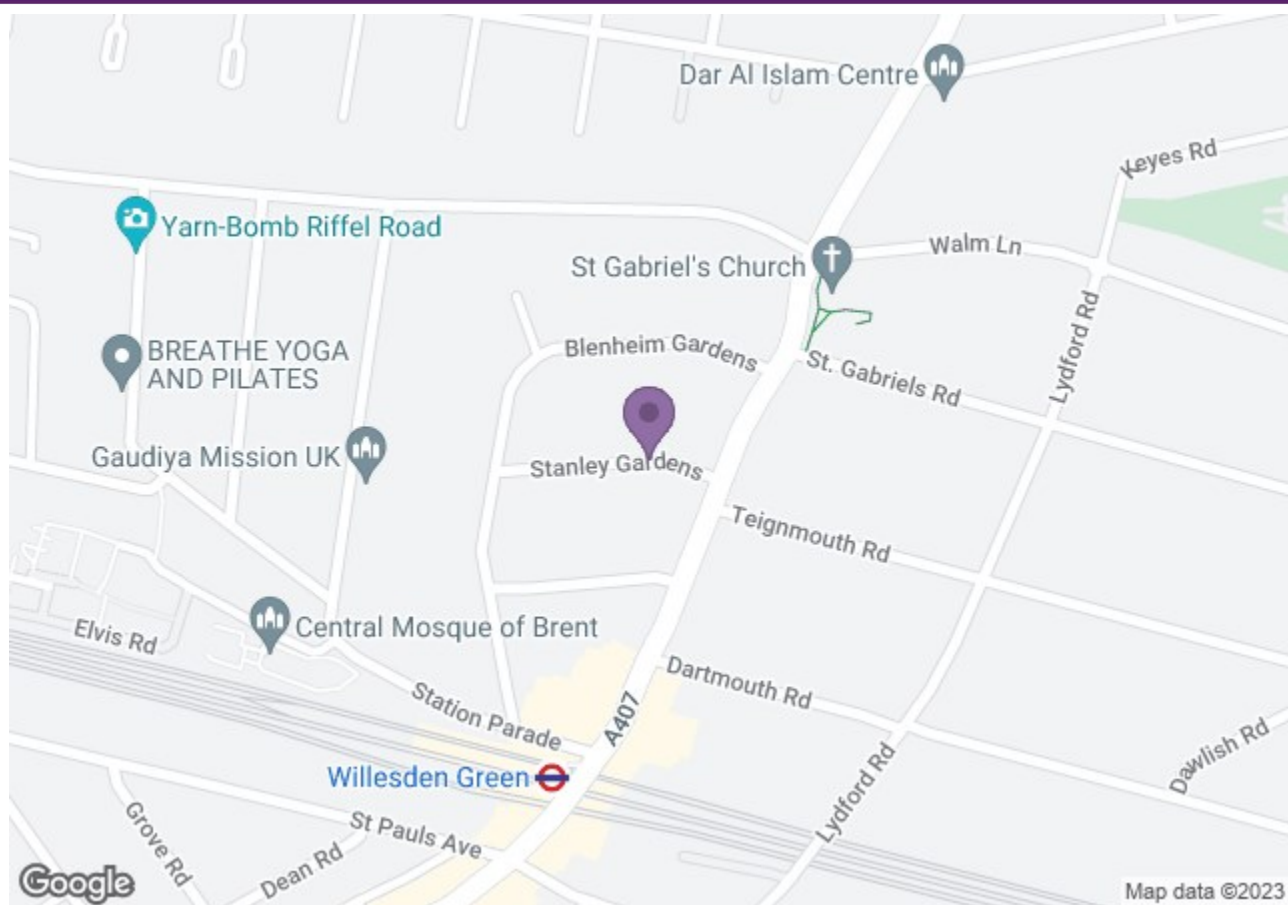 Dar Al Islam Centre
Keyes Rd
Yarn-Bomb Riffel Road
Walm Ln
St Gabriel's Church
BREATHE YOGA
AND PILATES
Blenheim Gardens
St. Gabriels Rd
Lydford Rd
Gaudiya Mission UK
Stanley Gardens
Teignmouth Rd
Elvis Rd
Central Mosque of Brent
Dartmouth Rd
Station Parade
A407
Dawlish Rd
Willesden Green
Lydford Rd
St Pauls Ave
Grove Rd
Dean Rd
Google
Map data ©2023